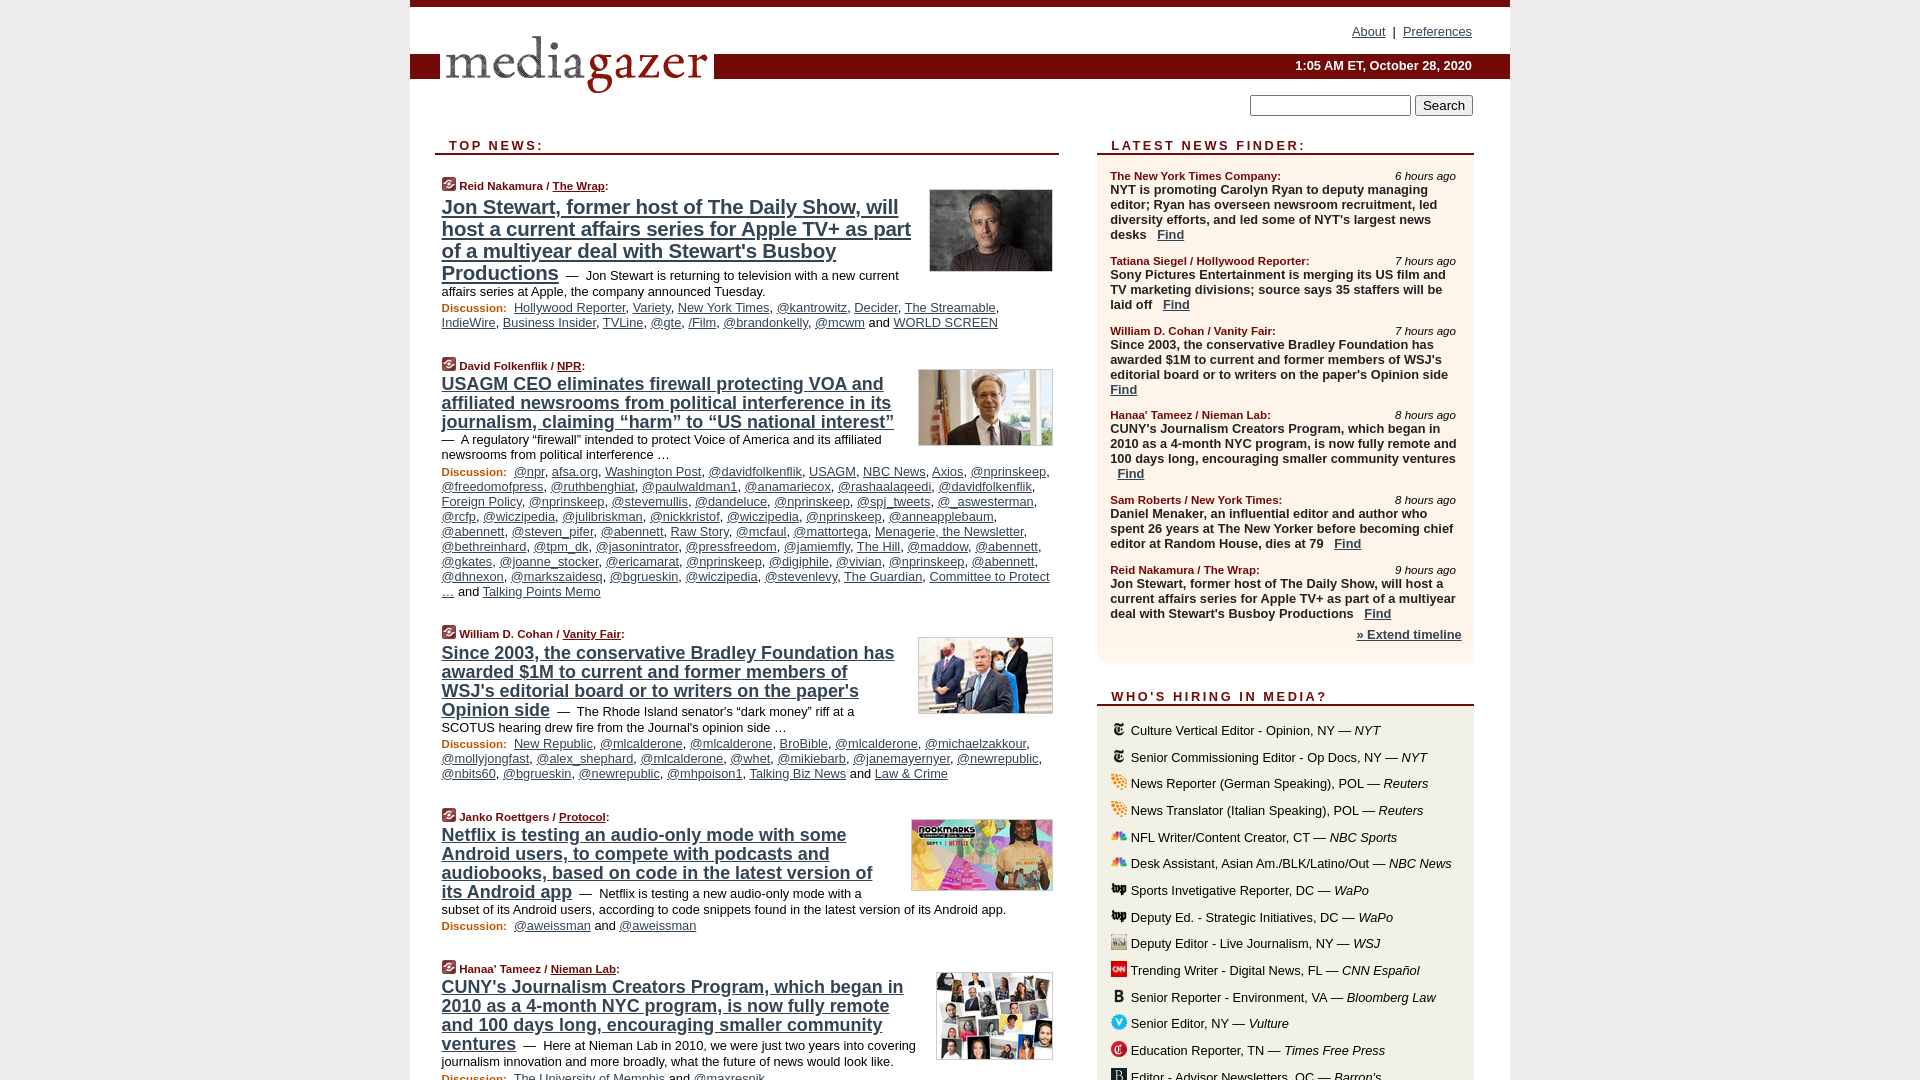 About | Preferences
mediagazer
1:05 AM ET, October 28, 2020
Search
TOP NEWS:
Reid Nakamura / The Wrap:
Jon Stewart, former host of The Daily Show, will
host a current affairs series for Apple TV+ as part
of a multiyear deal with Stewart's Busboy
Productions — Jon Stewart is returning to television with a new current
affairs series at Apple, the company announced Tuesday.
Discussion: Hollywood Reporter, Variety, New York Times, @kantrowitz, Decider, The Streamable,
IndieWire, Business Insider, TVLine, @gte, /Film, @brandonkelly, @mcwm and WORLD SCREEN
David Folkenflik / NPR:
USAGM CEO eliminates firewall protecting VOA and
affiliated newsrooms from political interference in its
journalism, claiming “harm” to “US national interest”
— A regulatory “firewall” intended to protect Voice of America and its affiliated
newsrooms from political interference …
Discussion: @npr, afsa.org, Washington Post, @davidfolkenflik, USAGM, NBC News, Axios, @nprinskeep,
@freedomofpress, @ruthbenghiat, @paulwaldman1, @anamariecox, @rashaalaqeedi, @davidfolkenflik,
Foreign Policy, @nprinskeep, @stevemullis, @dandeluce, @nprinskeep, @spj_tweets, @_aswesterman,
@rcfp, @wiczipedia, @julibriskman, @nickkristof, @wiczipedia, @nprinskeep, @anneapplebaum,
@abennett, @steven_pifer, @abennett, Raw Story, @mcfaul, @mattortega, Menagerie, the Newsletter,
@bethreinhard, @tpm_dk, @jasonintrator, @pressfreedom, @jamiemfly, The Hill, @maddow, @abennett,
@gkates, @joanne_stocker, @ericamarat, @nprinskeep, @digiphile, @vivian, @nprinskeep, @abennett,
@dhnexon, @markszaidesq, @bgrueskin, @wiczipedia, @stevenlevy, The Guardian, Committee to Protect
… and Talking Points Memo
William D. Cohan / Vanity Fair:
Since 2003, the conservative Bradley Foundation has
awarded $1M to current and former members of
WSJ's editorial board or to writers on the paper's
Opinion side — The Rhode Island senator's “dark money” riff at a
SCOTUS hearing drew fire from the Journal's opinion side …
Discussion: New Republic, @mlcalderone, @mlcalderone, BroBible, @mlcalderone, @michaelzakkour,
@mollyjongfast, @alex_shephard, @mlcalderone, @whet, @mikiebarb, @janemayernyer, @newrepublic,
@nbits60, @bgrueskin, @newrepublic, @mhpoison1, Talking Biz News and Law & Crime
Janko Roettgers / Protocol:
Netflix is testing an audio-only mode with some
Android users, to compete with podcasts and
audiobooks, based on code in the latest version of
its Android app — Netflix is testing a new audio-only mode with a
subset of its Android users, according to code snippets found in the latest version of its Android app.
BOOKMARKS
SEPT 1 | NETFLIX
Discussion: @aweissman and @aweissman
Hanaa' Tameez / Nieman Lab:
CUNY's Journalism Creators Program, which began in
2010 as a 4-month NYC program, is now fully remote
and 100 days long, encouraging smaller community
ventures — Here at Nieman Lab in 2010, we were just two years into covering
journalism innovation and more broadly, what the future of news would look like.
Discussion: The University of Memphis and @maxresnik
LATEST NEWS FINDER:
The New York Times Company: 6 hours ago
NYT is promoting Carolyn Ryan to deputy managing
editor; Ryan has overseen newsroom recruitment, led
diversity efforts, and led some of NYT's largest news
desks Find
Tatiana Siegel / Hollywood Reporter: 7 hours ago
Sony Pictures Entertainment is merging its US film and
TV marketing divisions; source says 35 staffers will be
laid off Find
William D. Cohan / Vanity Fair: 7 hours ago
Since 2003, the conservative Bradley Foundation has
awarded $1M to current and former members of WSJ's
editorial board or to writers on the paper's Opinion side
Find
Hanaa' Tameez / Nieman Lab: 8 hours ago
CUNY's Journalism Creators Program, which began in
2010 as a 4-month NYC program, is now fully remote and
100 days long, encouraging smaller community ventures
Find
Sam Roberts / New York Times: 8 hours ago
Daniel Menaker, an influential editor and author who
spent 26 years at The New Yorker before becoming chief
editor at Random House, dies at 79 Find
Reid Nakamura / The Wrap: 9 hours ago
Jon Stewart, former host of The Daily Show, will host a
current affairs series for Apple TV+ as part of a multiyear
deal with Stewart's Busboy Productions Find
» Extend timeline
WHO'S HIRING IN MEDIA?
Culture Vertical Editor - Opinion, NY — NYT
Senior Commissioning Editor - Op Docs, NY — NYT
News Reporter (German Speaking), POL — Reuters
News Translator (Italian Speaking), POL — Reuters
NFL Writer/Content Creator, CT — NBC Sports
Desk Assistant, Asian Am./BLK/Latino/Out — NBC News
Sports Invetigative Reporter, DC — WaPo
Deputy Ed. - Strategic Initiatives, DC — WaPo
Deputy Editor - Live Journalism, NY — WSJ
Trending Writer - Digital News, FL — CNN Español
Senior Reporter - Environment, VA — Bloomberg Law
Senior Editor, NY — Vulture
Education Reporter, TN — Times Free Press
Editor - Advisor Newsletters, OC — Barron's